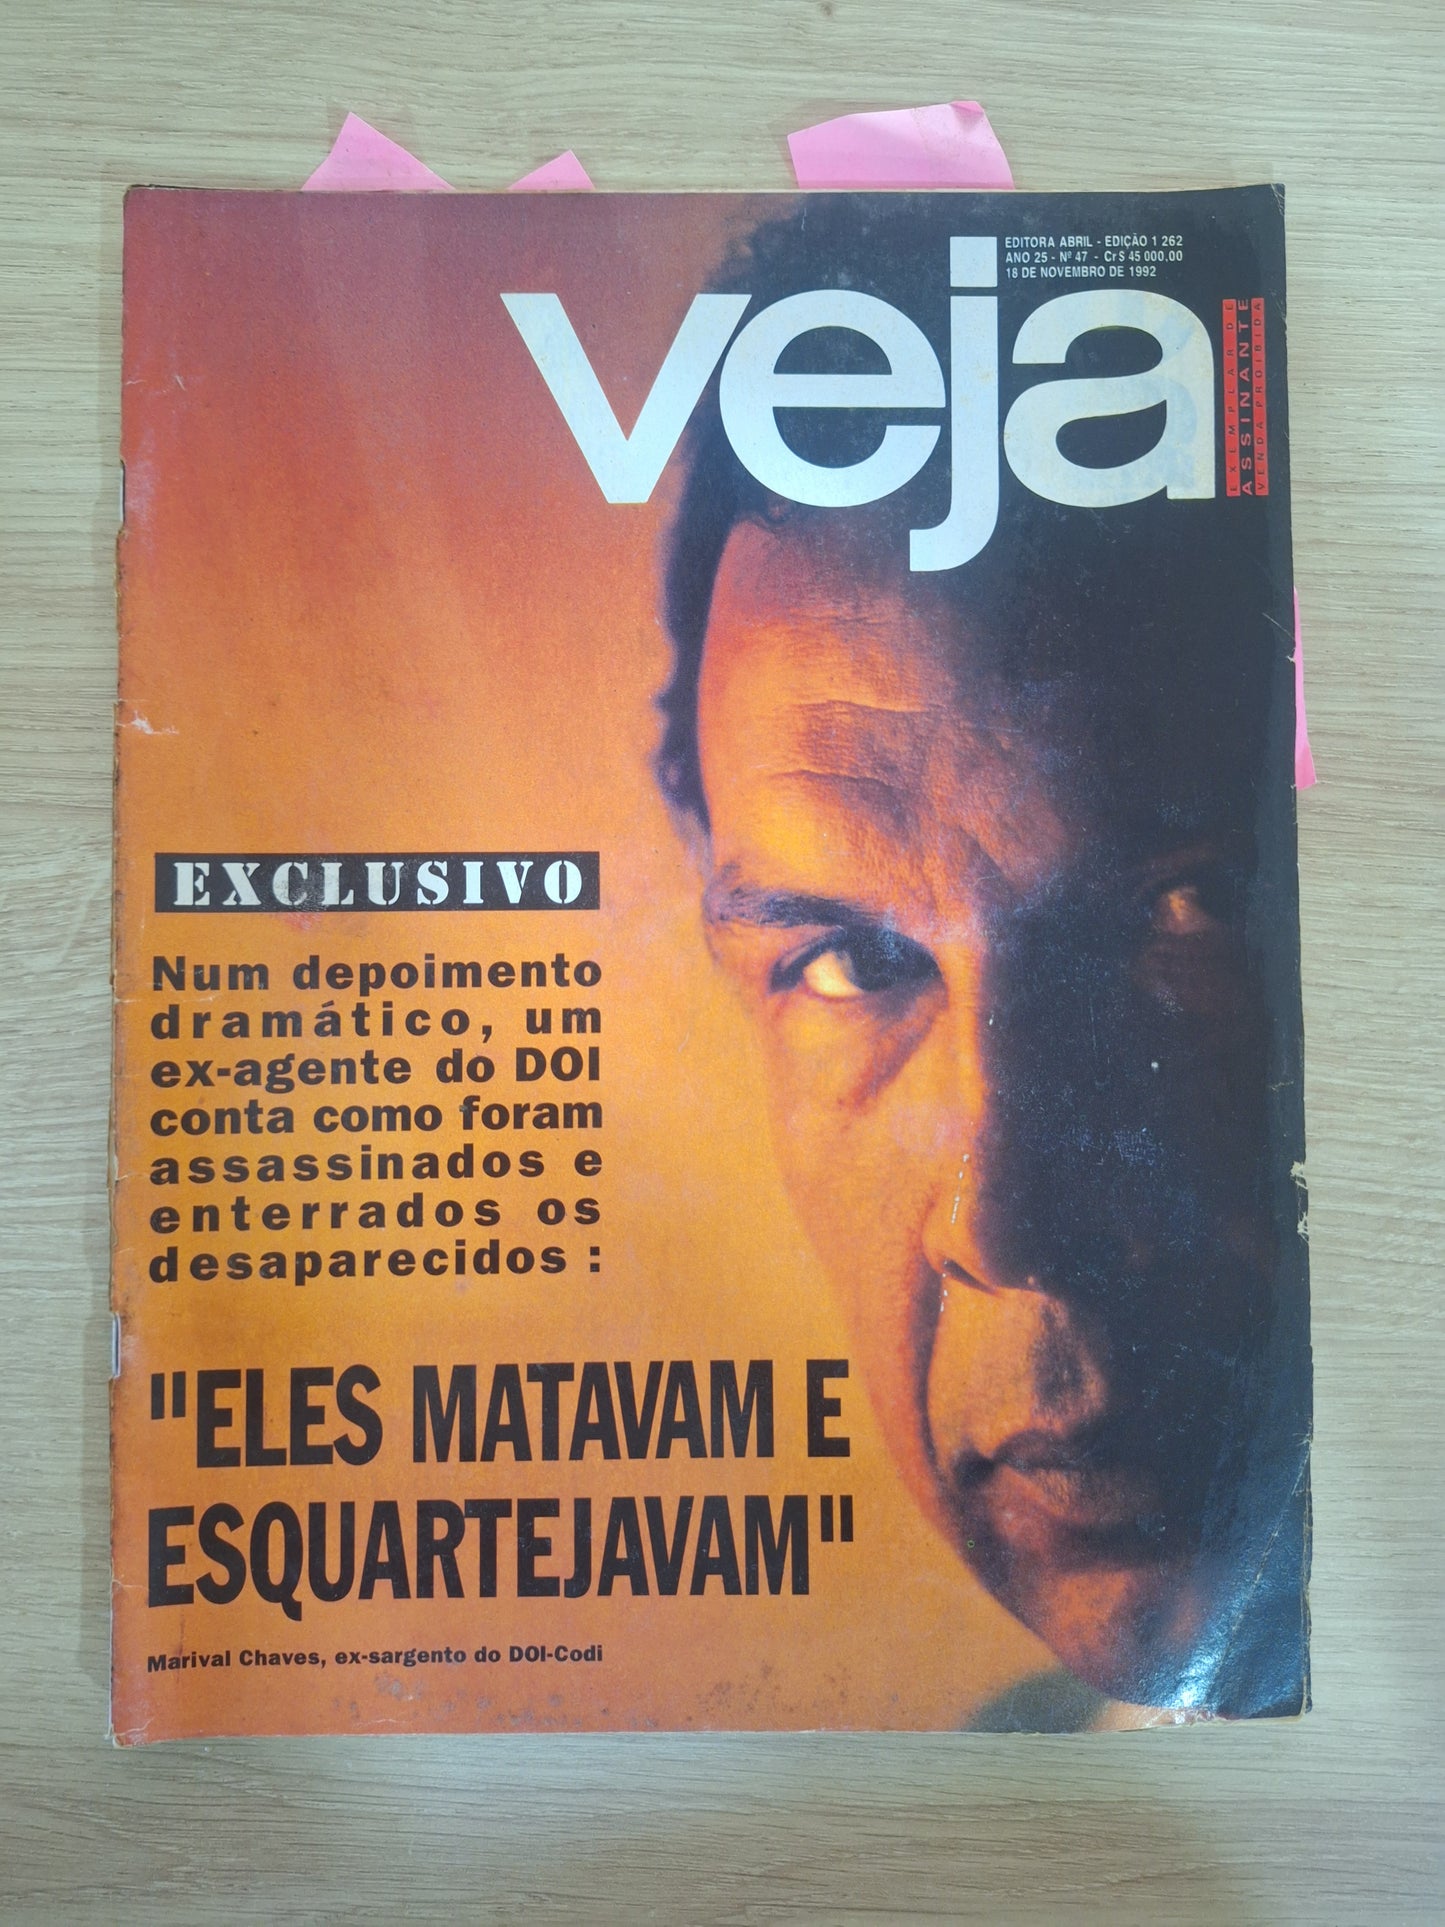 EDITORA ABRIL - EDIÇÃO 1 262
ANO 25 - Nº 47 - Cr$ 45 000,00
18 DE NOVEMBRO DE 1992
veja
EXEMPLAR DE
ASSINANTE
VENDA PROIBIDA
EXCLUSIVO
Num depoimento
dramático, um
ex-agente do DOI
conta como foram
assassinados e
enterrados os
desaparecidos :
"ELES MATAVAM E
ESQUARTEJAVAM"
Marival Chaves, ex-sargento do DOI-Codi